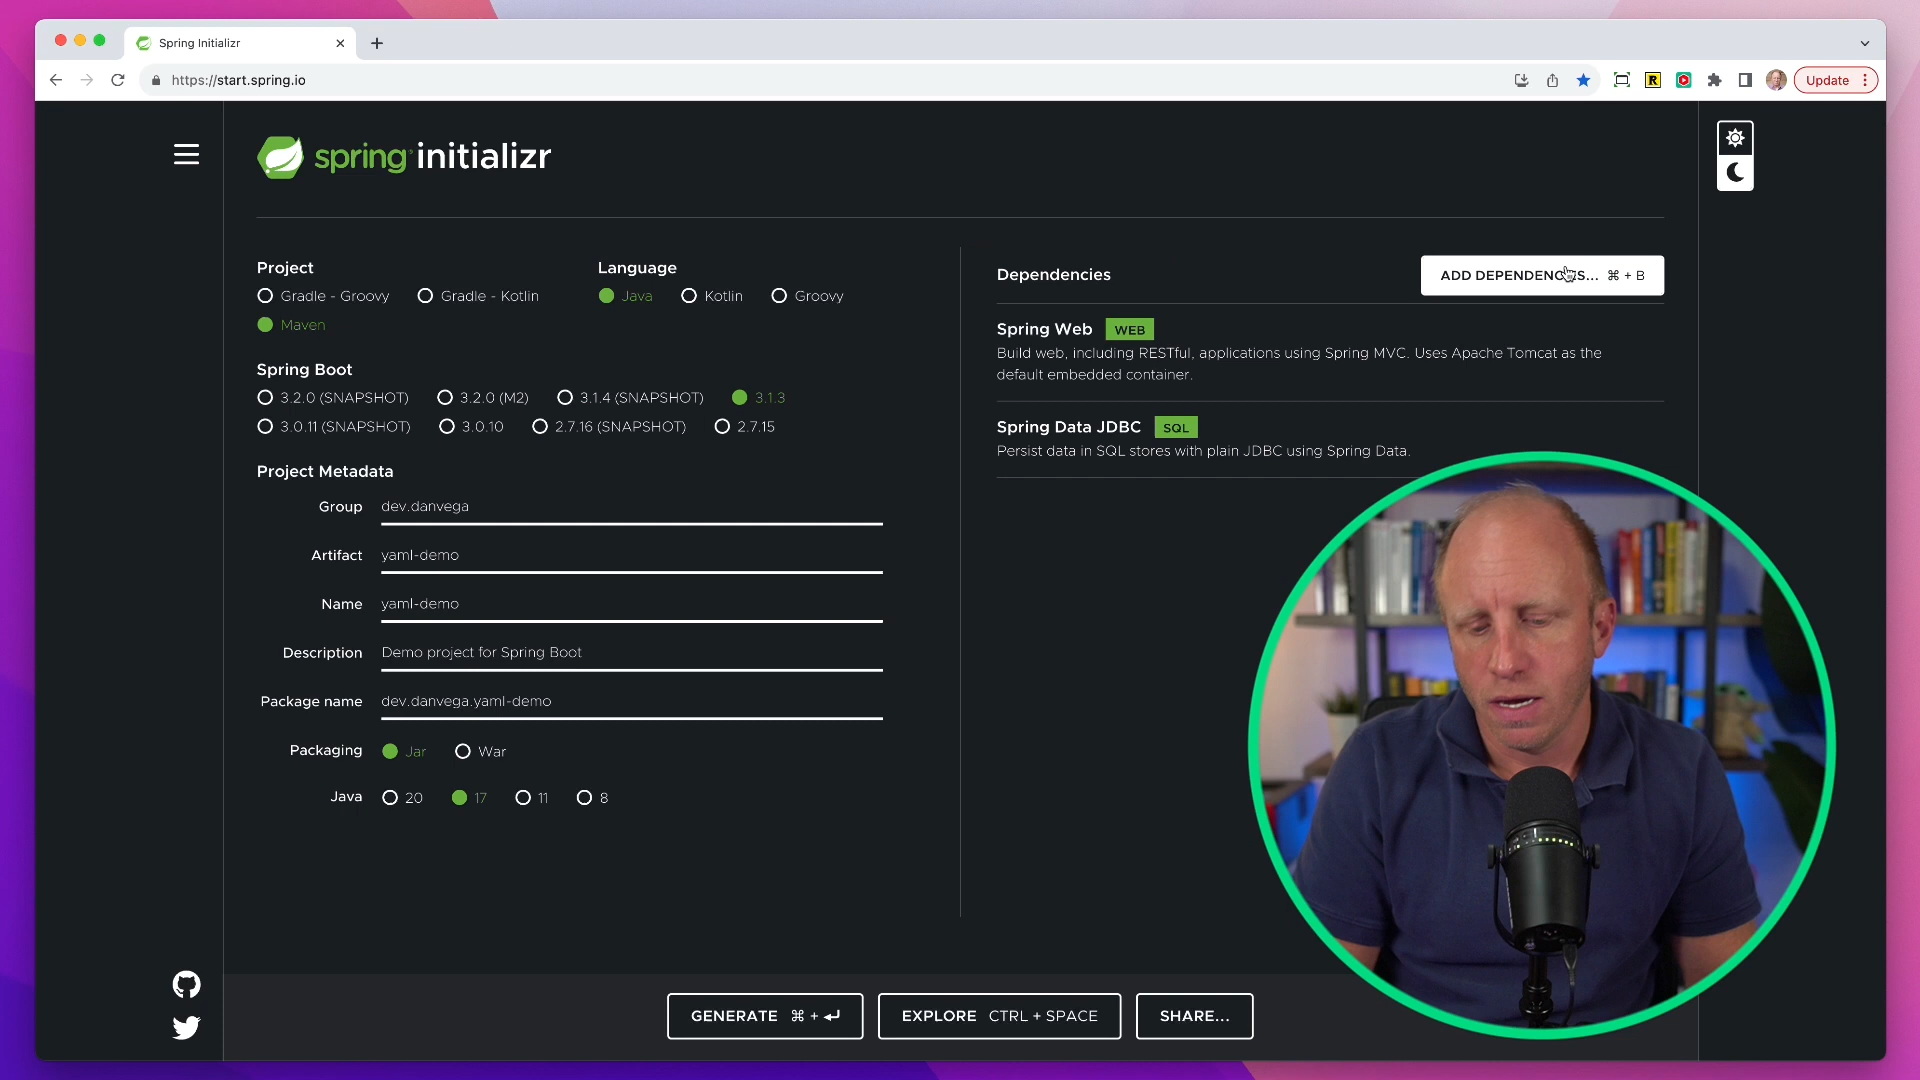 Spring Initializr
https://start.spring.io
Update
spring initializr
Project
Gradle - Groovy
Gradle - Kotlin
Maven
Language
Java
Kotlin
Groovy
Spring Boot
3.2.0 (SNAPSHOT)
3.2.0 (M2)
3.1.4 (SNAPSHOT)
3.1.3
3.0.11 (SNAPSHOT)
3.0.10
2.7.16 (SNAPSHOT)
2.7.15
Project Metadata
Group dev.danvega
Artifact yaml-demo
Name yaml-demo
Description Demo project for Spring Boot
Package name dev.danvega.yaml-demo
Packaging Jar War
Java 20 17 11 8
Dependencies
ADD DEPENDENCIES... ⌘ + B
Spring Web WEB
Build web, including RESTful, applications using Spring MVC. Uses Apache Tomcat as the
default embedded container.
Spring Data JDBC SQL
Persist data in SQL stores with plain JDBC using Spring Data.
GENERATE ⌘ + ↵
EXPLORE CTRL + SPACE
SHARE...